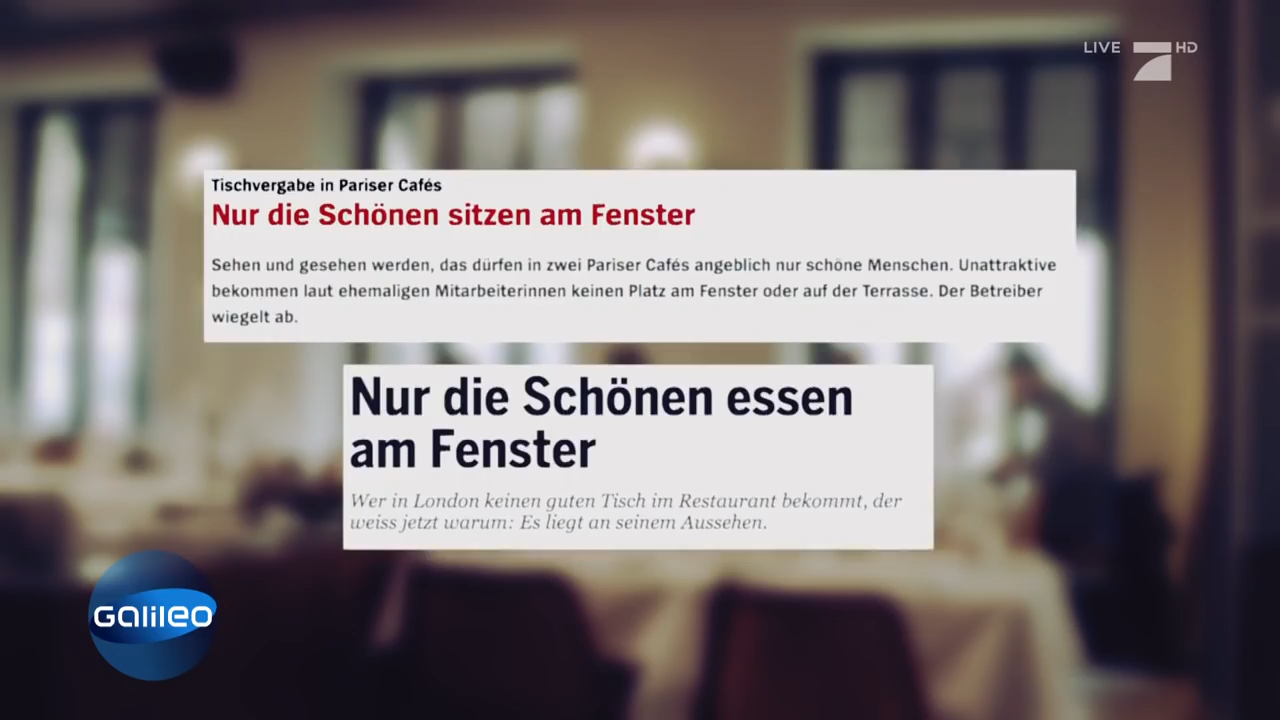 LIVE HD
Tischvergabe in Pariser Cafés
Nur die Schönen sitzen am Fenster
Sehen und gesehen werden, das dürfen in zwei Pariser Cafés angeblich nur schöne Menschen. Unattraktive
bekommen laut ehemaligen Mitarbeiterinnen keinen Platz am Fenster oder auf der Terrasse. Der Betreiber
wiegelt ab.
Nur die Schönen essen
am Fenster
Wer in London keinen guten Tisch im Restaurant bekommt, der
weiss jetzt warum: Es liegt an seinem Aussehen.
Galileo